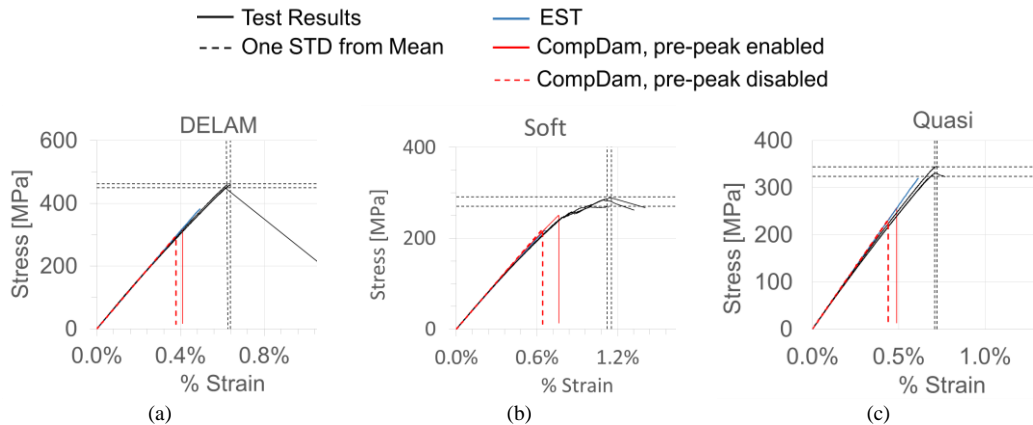 Test Results
One STD from Mean
EST
CompDam, pre-peak enabled
CompDam, pre-peak disabled
DELAM
600
400
200
0
Stress [MPa]
0.0% 0.4% 0.8%
% Strain
(a)
Soft
400
200
0
Stress [MPa]
0.0% 0.6% 1.2%
% Strain
(b)
Quasi
400
300
200
100
0
Stress [MPa]
0.0% 0.5% 1.0%
% Strain
(c)